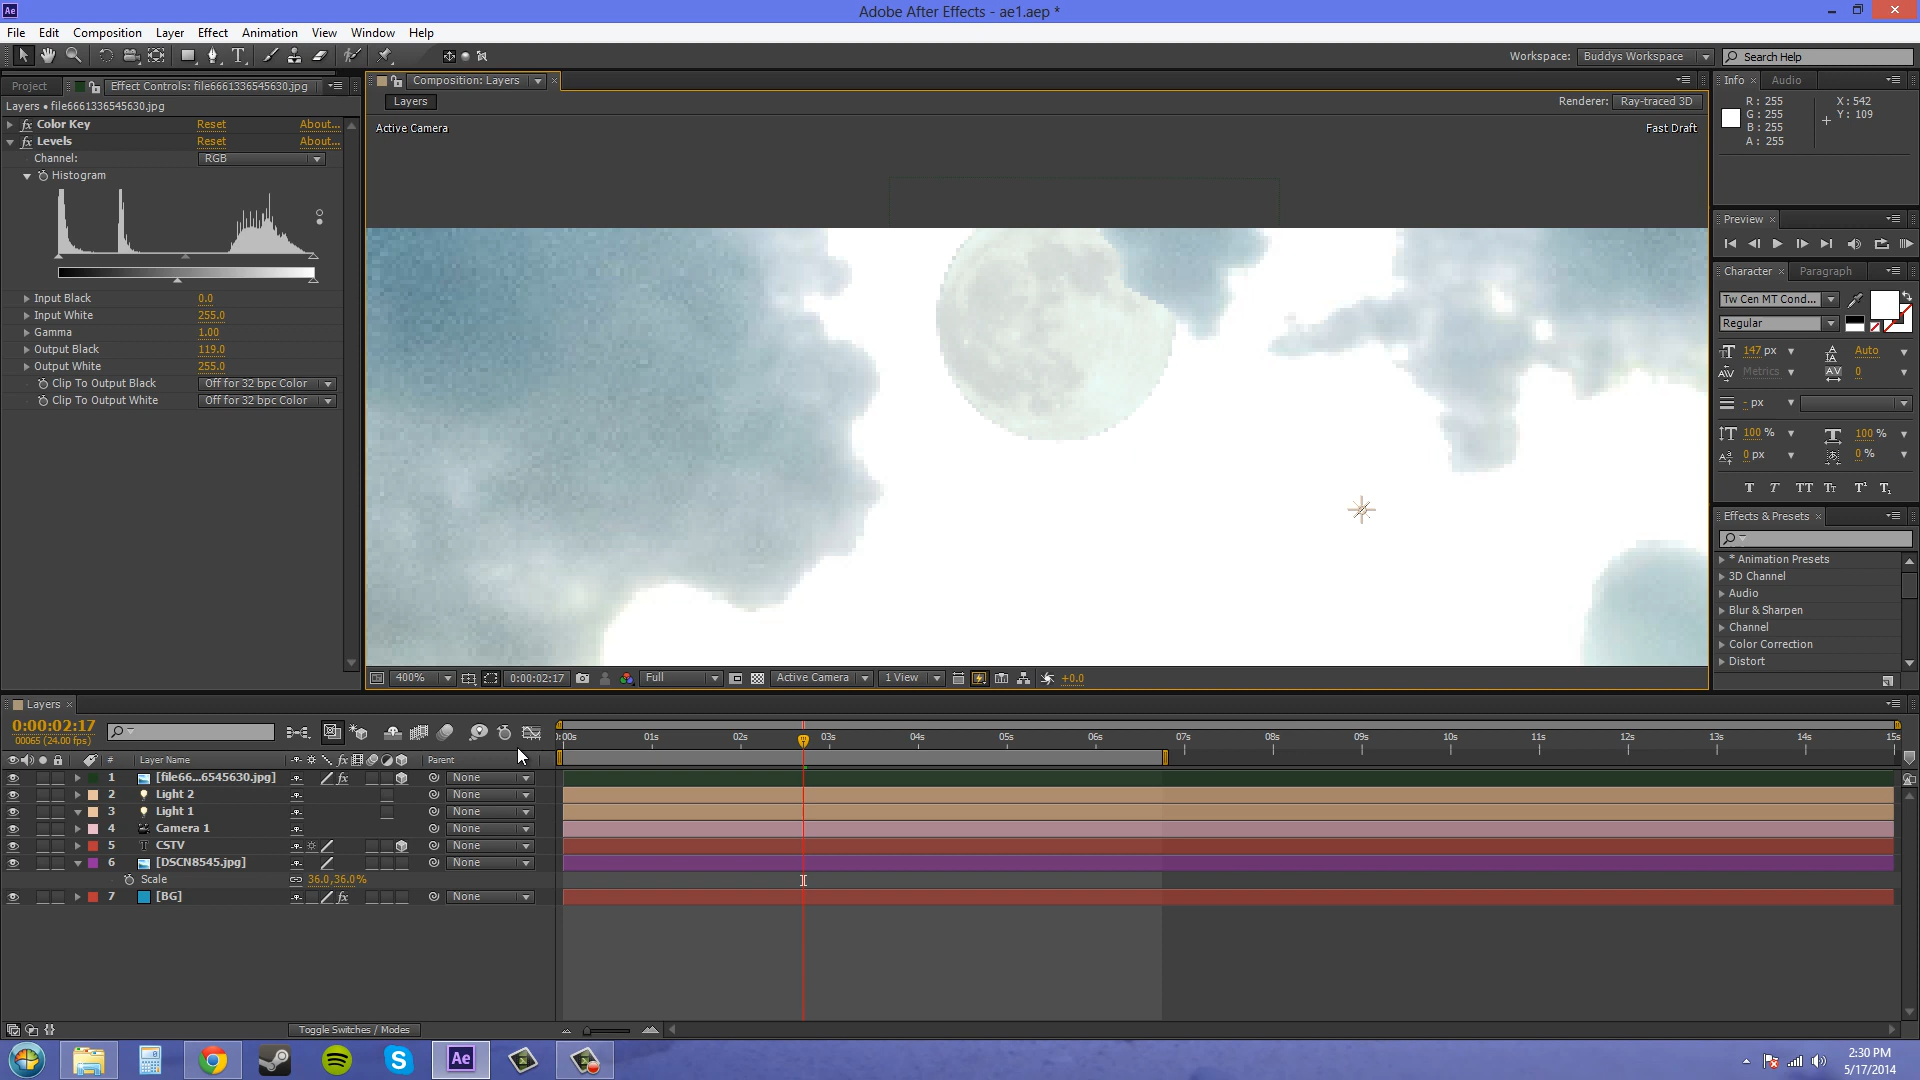 Adobe After Effects - ae1.aep *
File Edit Composition Layer Effect Animation View Window Help
Workspace: Buddys Workspace Search Help
Project Effect Controls: file6661336545630.jpg
Layers • file6661336545630.jpg
fx Color Key Reset About...
fx Levels Reset About...
Channel: RGB
Histogram
Input Black 0.0
Input White 255.0
Gamma 1.00
Output Black 119.0
Output White 255.0
Clip To Output Black Off for 32 bpc Color
Clip To Output White Off for 32 bpc Color
Composition: Layers
Layers Renderer: Ray-traced 3D
Active Camera Fast Draft
400% 0:00:02:17 Full Active Camera 1 View +0.0
Info Audio
R: 255 X: 542
G: 255 Y: 109
B: 255
A: 255
Preview
Character Paragraph
Tw Cen MT Cond...
Regular
147 px Auto
Metrics 0
- px
100 % 100 %
0 px 0 %
T T TT Tr T¹ T₁
Effects & Presets
* Animation Presets
3D Channel
Audio
Blur & Sharpen
Channel
Color Correction
Distort
Layers
0:00:02:17
00065 (24.00 fps)
:00s 01s 02s 03s 04s 05s 06s 07s 08s 09s 10s 11s 12s 13s 14s 15s
# Layer Name fx Parent
1 [file66...6545630.jpg] fx None
2 Light 2 None
3 Light 1 None
4 Camera 1 None
5 T CSTV None
6 [DSCN8545.jpg] None
Scale 36.0,36.0%
7 [BG] fx None
Toggle Switches / Modes
Ae
2:30 PM
5/17/2014